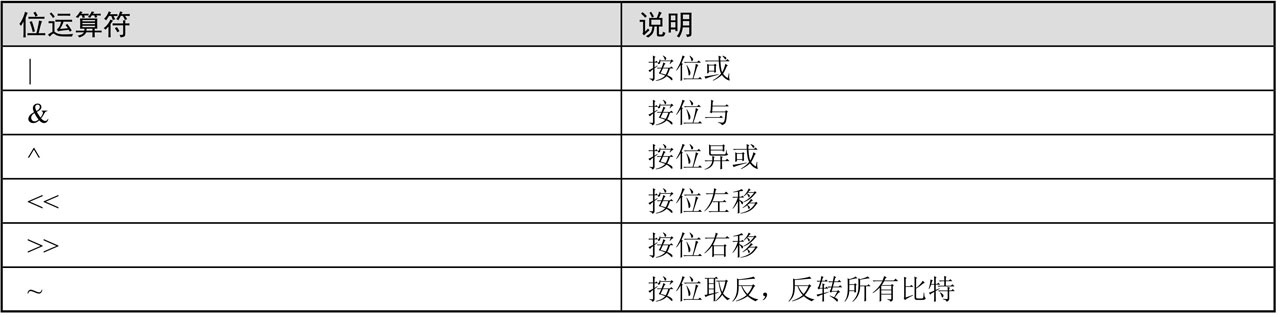 位运算符 说明
| 按位或
& 按位与
^ 按位异或
<< 按位左移
>> 按位右移
~ 按位取反，反转所有比特